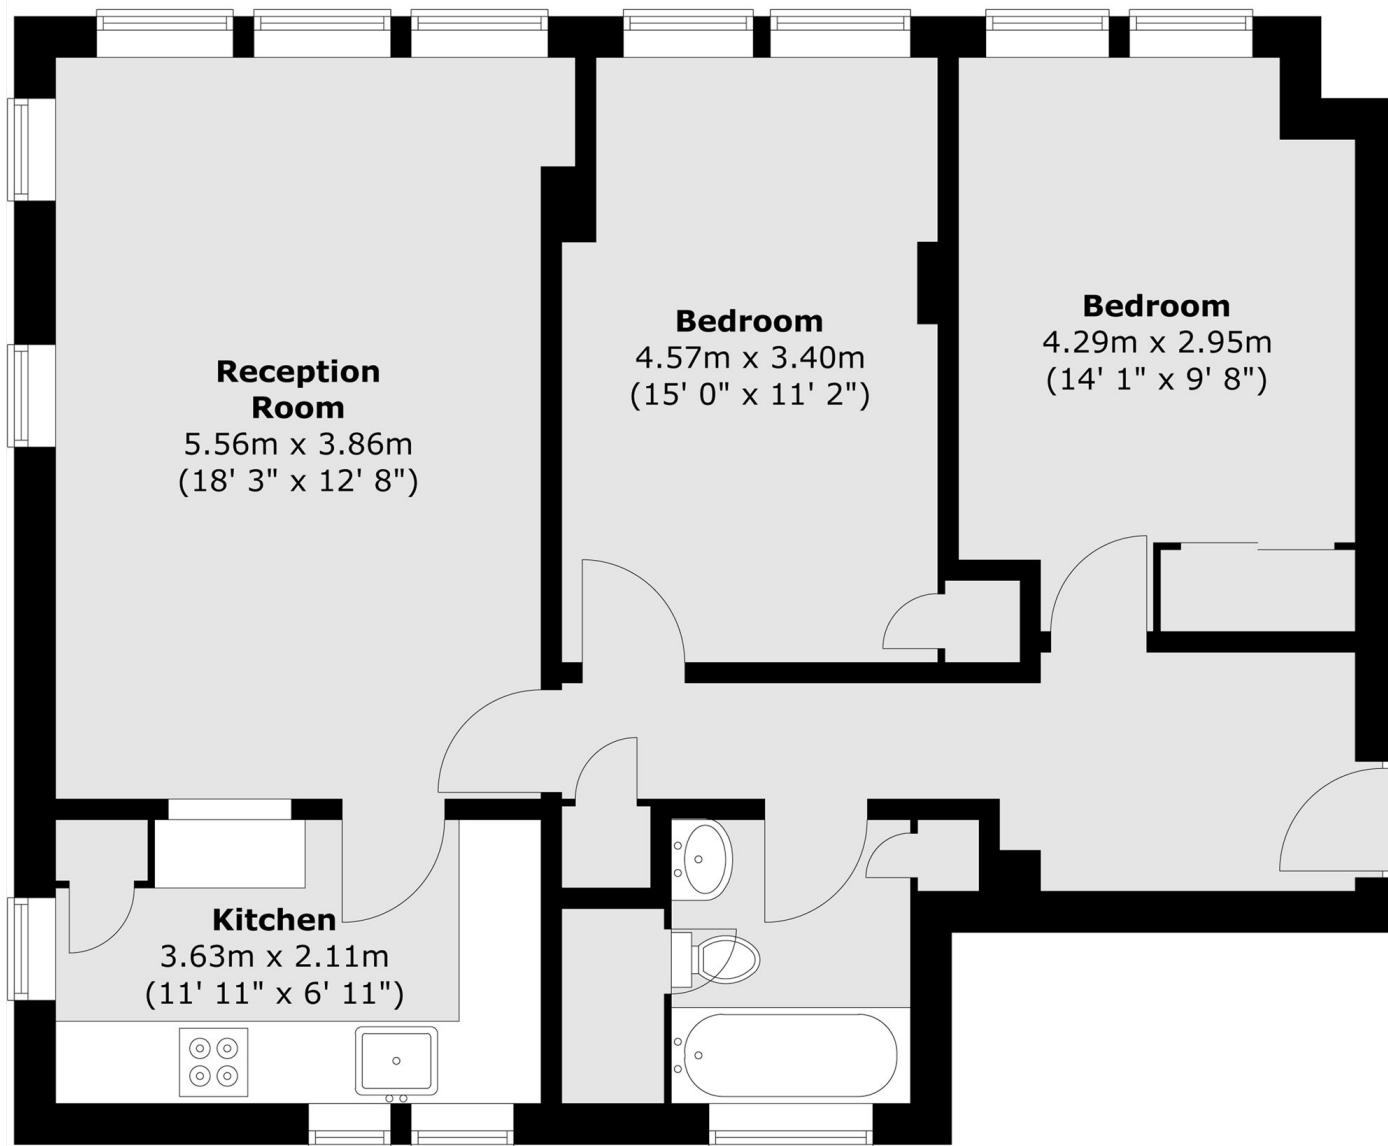 Reception
Room
5.56m x 3.86m
(18' 3" x 12' 8")
Bedroom
4.57m x 3.40m
(15' 0" x 11' 2")
Bedroom
4.29m x 2.95m
(14' 1" x 9' 8")
Kitchen
3.63m x 2.11m
(11' 11" x 6' 11")